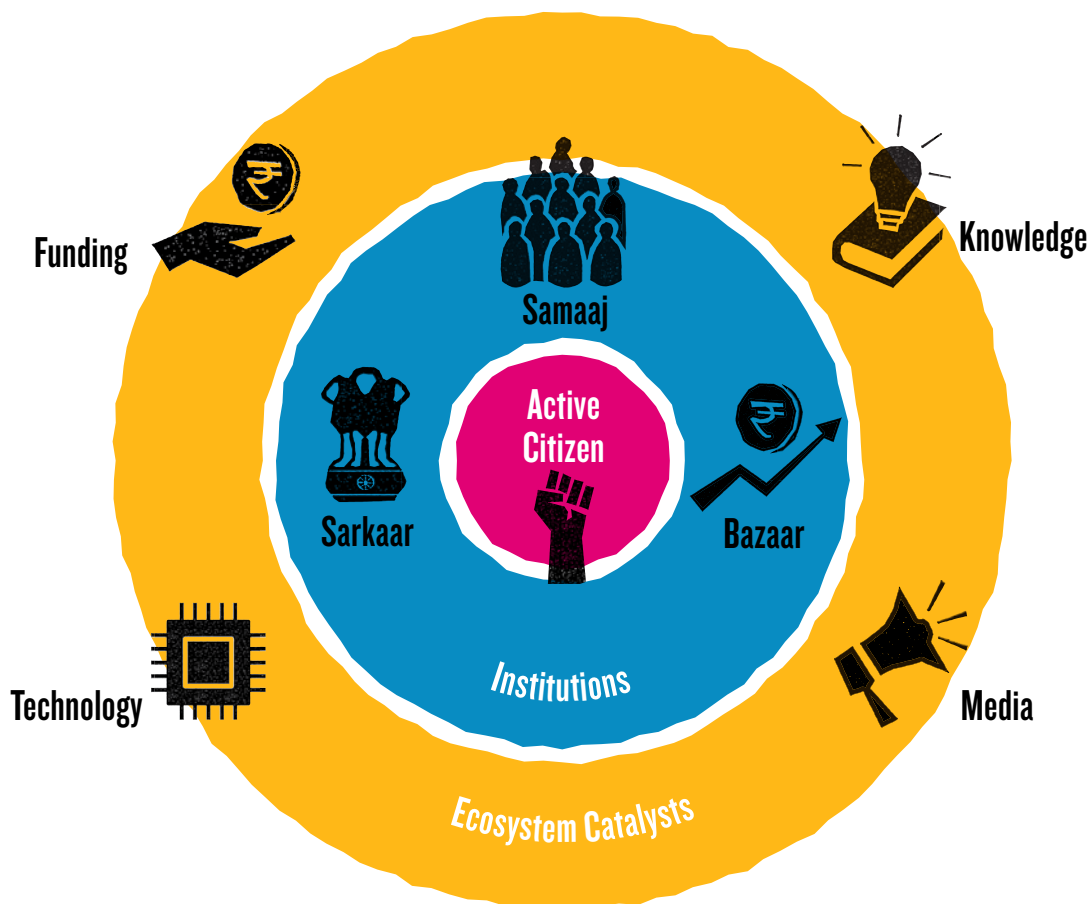 Funding
Knowledge
Samaaj
Active
Citizen
Sarkaar
Bazaar
Institutions
Technology
Media
Ecosystem Catalysts